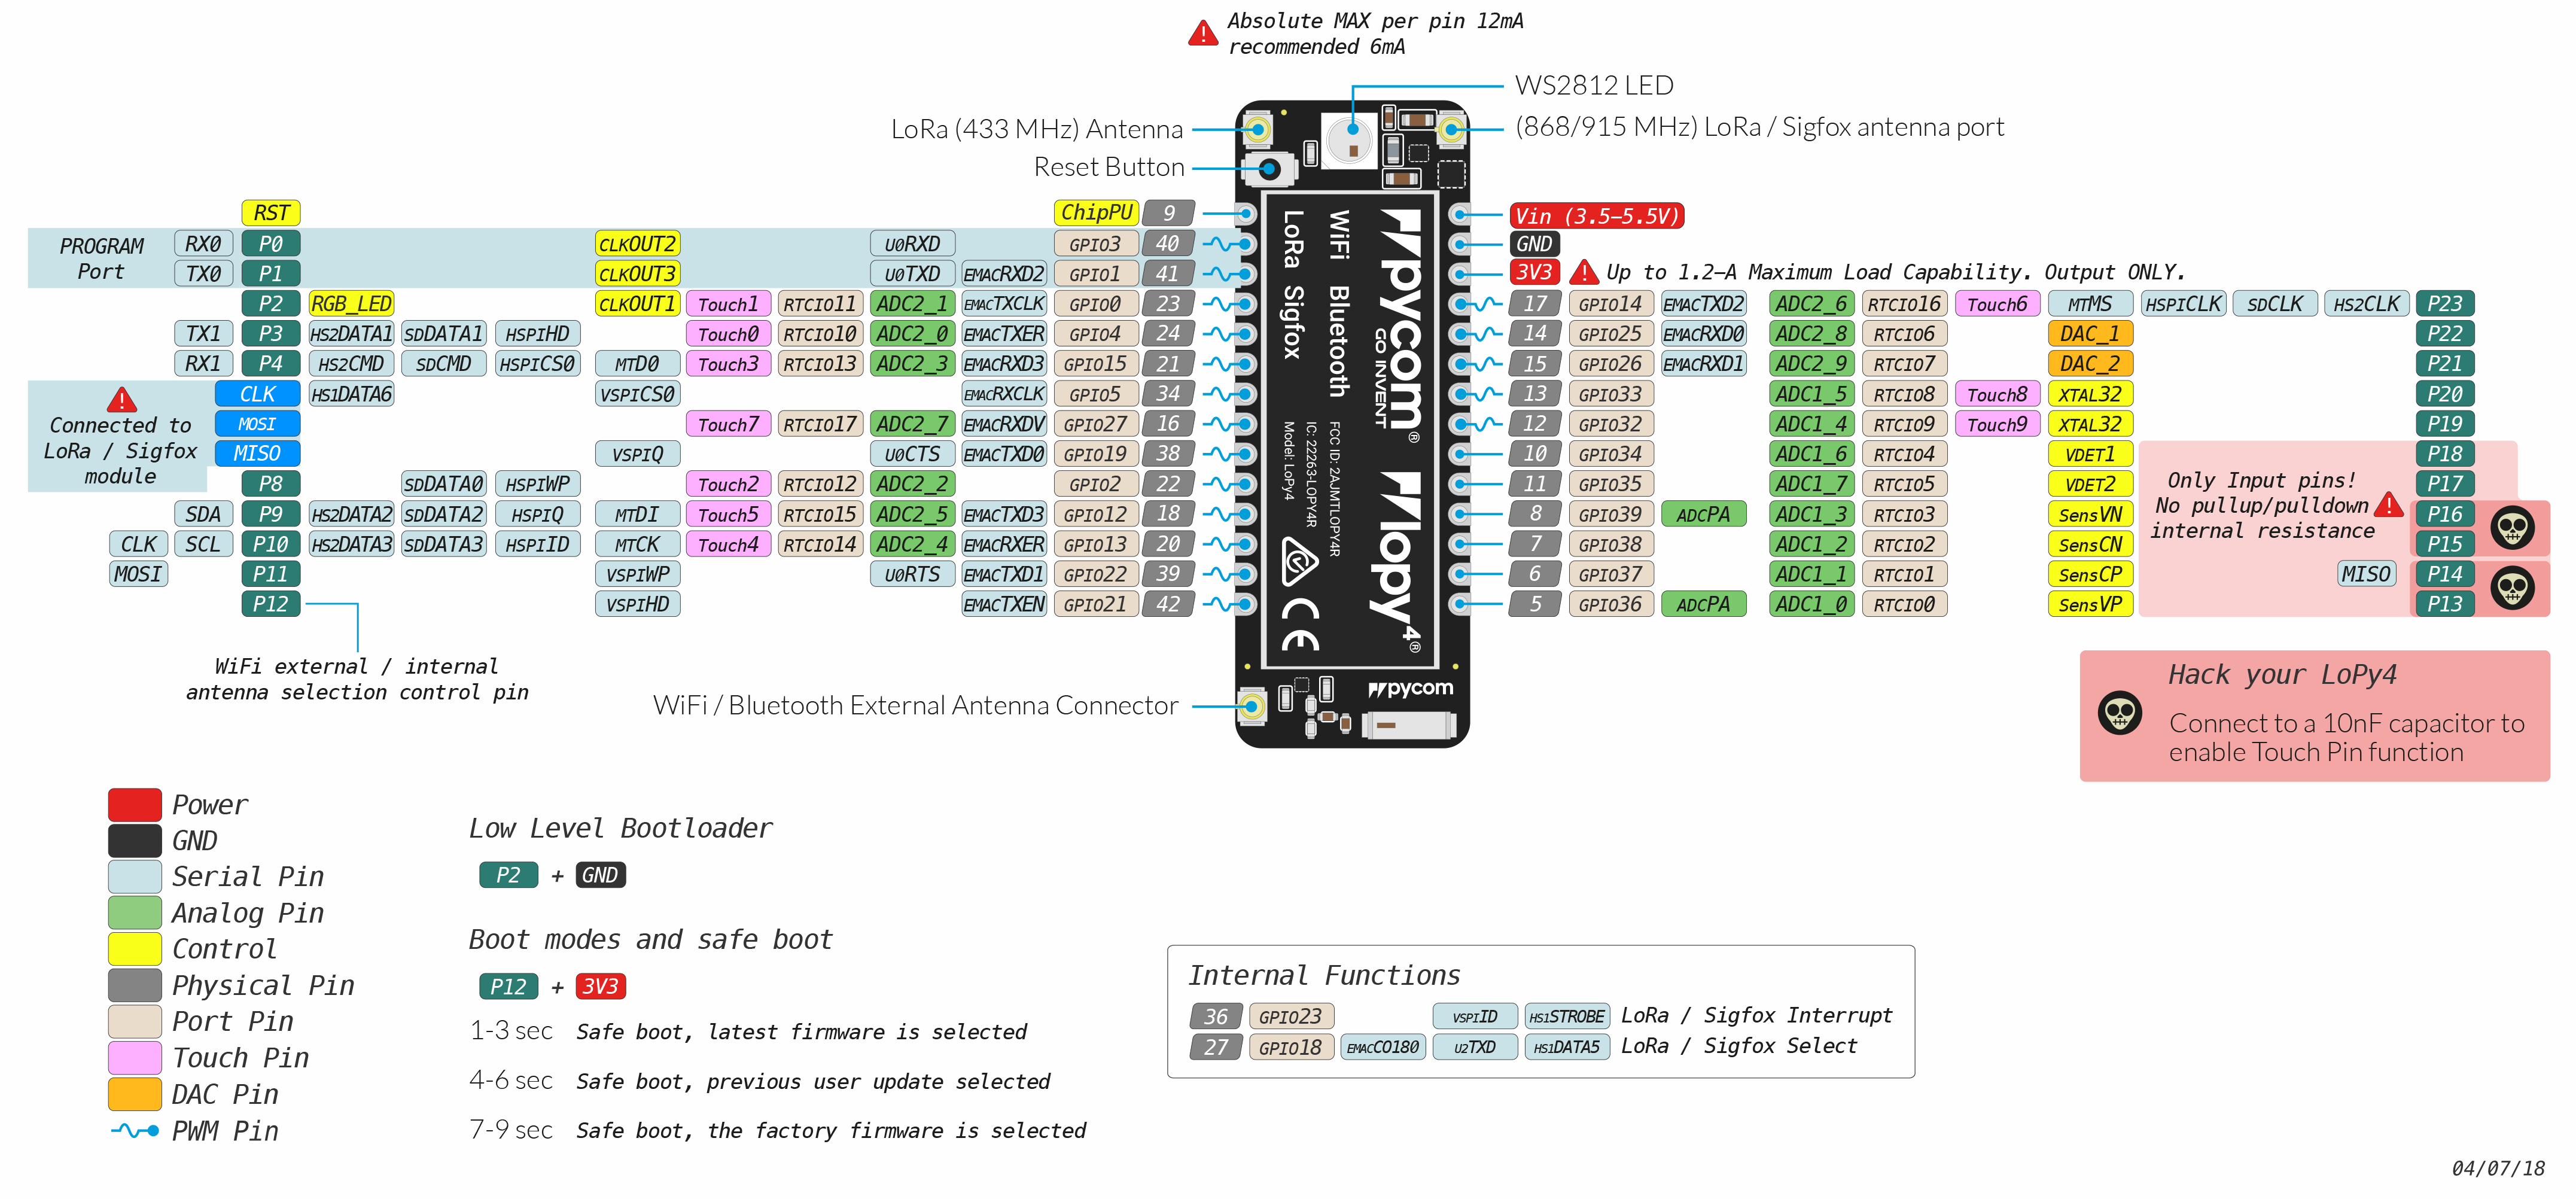 Absolute MAX per pin 12mA
recommended 6mA
WS2812 LED
LoRa (433 MHz) Antenna
(868/915 MHz) LoRa / Sigfox antenna port
Reset Button
RST ChipPU 9 Vin (3.5–5.5V)
PROGRAM Port
RX0 P0 CLKOUT2 U0RXD GPIO3 40 GND
TX0 P1 CLKOUT3 U0TXD EMACRXD2 GPIO1 41 3V3 Up to 1.2–A Maximum Load Capability. Output ONLY.
P2 RGB_LED CLKOUT1 Touch1 RTCIO11 ADC2_1 EMACTXCLK GPIO0 23 17 GPIO14 EMACTXD2 ADC2_6 RTCIO16 Touch6 MTMS HSPICLK SDCLK HS2CLK P23
TX1 P3 HS2DATA1 SDDATA1 HSPIHD Touch0 RTCIO10 ADC2_0 EMACTXER GPIO4 24 14 GPIO25 EMACRXD0 ADC2_8 RTCIO6 DAC_1 P22
RX1 P4 HS2CMD SDCMD HSPICS0 MTDO Touch3 RTCIO13 ADC2_3 EMACRXD3 GPIO15 21 15 GPIO26 EMACRXD1 ADC2_9 RTCIO7 DAC_2 P21
Connected to
LoRa / Sigfox
module
CLK HS1DATA6 VSPICS0 EMACRXCLK GPIO5 34 13 GPIO33 ADC1_5 RTCIO8 Touch8 XTAL32 P20
MOSI Touch7 RTCIO17 ADC2_7 EMACRXDV GPIO27 16 12 GPIO32 ADC1_4 RTCIO9 Touch9 XTAL32 P19
MISO VSPIQ U0CTS EMACTXD0 GPIO19 38 10 GPIO34 ADC1_6 RTCIO4 VDET1 P18
P8 SDDATA0 HSPIWP Touch2 RTCIO12 ADC2_2 GPIO2 22 11 GPIO35 ADC1_7 RTCIO5 VDET2 P17
SDA P9 HS2DATA2 SDDATA2 HSPIQ MTDI Touch5 RTCIO15 ADC2_5 EMACTXD3 GPIO12 18 8 GPIO39 ADCPA ADC1_3 RTCIO3 SensVN P16
CLK SCL P10 HS2DATA3 SDDATA3 HSPIID MTCK Touch4 RTCIO14 ADC2_4 EMACRXER GPIO13 20 7 GPIO38 ADC1_2 RTCIO2 SensCN P15
MOSI P11 VSPIWP U0RTS EMACTXD1 GPIO22 39 6 GPIO37 ADC1_1 RTCIO1 SensCP MISO P14
P12 VSPIHD EMACTXEN GPIO21 42 5 GPIO36 ADCPA ADC1_0 RTCIO0 SensVP P13
Only Input pins!
No pullup/pulldown
internal resistance
pycom®
GO INVENT
lopy4®
WiFi Bluetooth
LoRa Sigfox
FCC ID: 2AJMTLOPY4R
IC: 22263-LOPY4R
Model: LoPy4
CE
pycom
WiFi external / internal
antenna selection control pin
WiFi / Bluetooth External Antenna Connector
Hack your LoPy4
Connect to a 10nF capacitor to
enable Touch Pin function
Power
GND
Serial Pin
Analog Pin
Control
Physical Pin
Port Pin
Touch Pin
DAC Pin
PWM Pin
Low Level Bootloader
P2 + GND
Boot modes and safe boot
P12 + 3V3
1-3 sec Safe boot, latest firmware is selected
4-6 sec Safe boot, previous user update selected
7-9 sec Safe boot, the factory firmware is selected
Internal Functions
36 GPIO23 VSPIID HS1STROBE LoRa / Sigfox Interrupt
27 GPIO18 EMACCO180 U2TXD HS1DATA5 LoRa / Sigfox Select
04/07/18